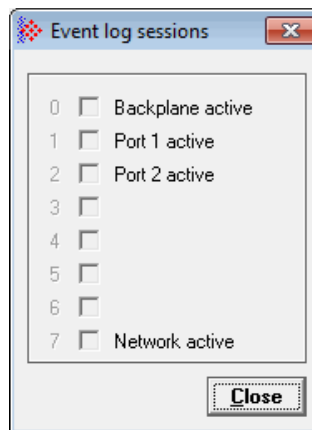 Event log sessions
0 Backplane active
1 Port 1 active
2 Port 2 active
3
4
5
6
7 Network active
Close